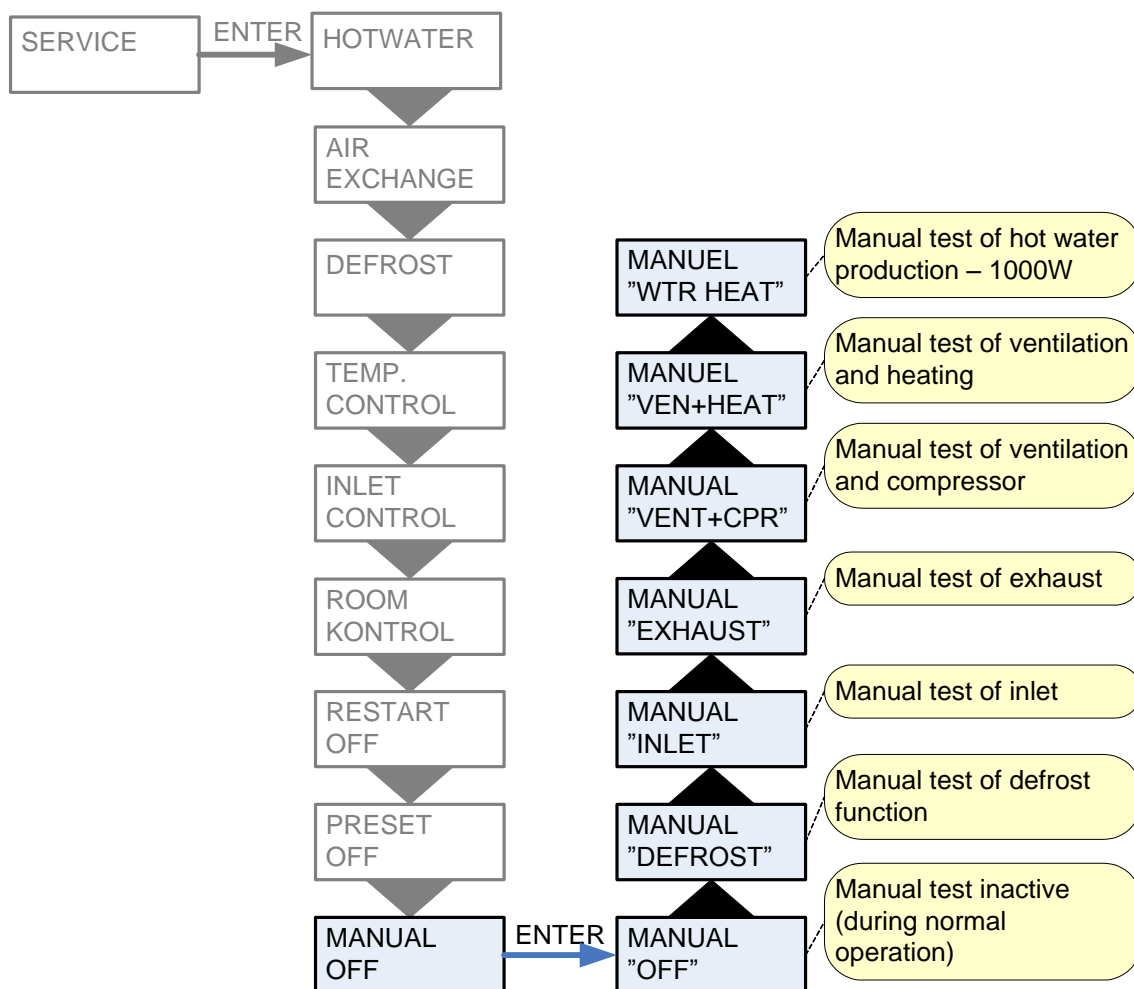 SERVICE
ENTER
HOTWATER
AIR
EXCHANGE
DEFROST
TEMP.
CONTROL
INLET
CONTROL
ROOM
KONTROL
RESTART
OFF
PRESET
OFF
MANUAL
OFF
ENTER
MANUEL
”WTR HEAT”
Manual test of hot water
production – 1000W
MANUEL
”VEN+HEAT”
Manual test of ventilation
and heating
MANUAL
”VENT+CPR”
Manual test of ventilation
and compressor
MANUAL
”EXHAUST”
Manual test of exhaust
MANUAL
”INLET”
Manual test of inlet
MANUAL
”DEFROST”
Manual test of defrost
function
MANUAL
”OFF”
Manual test inactive
(during normal
operation)